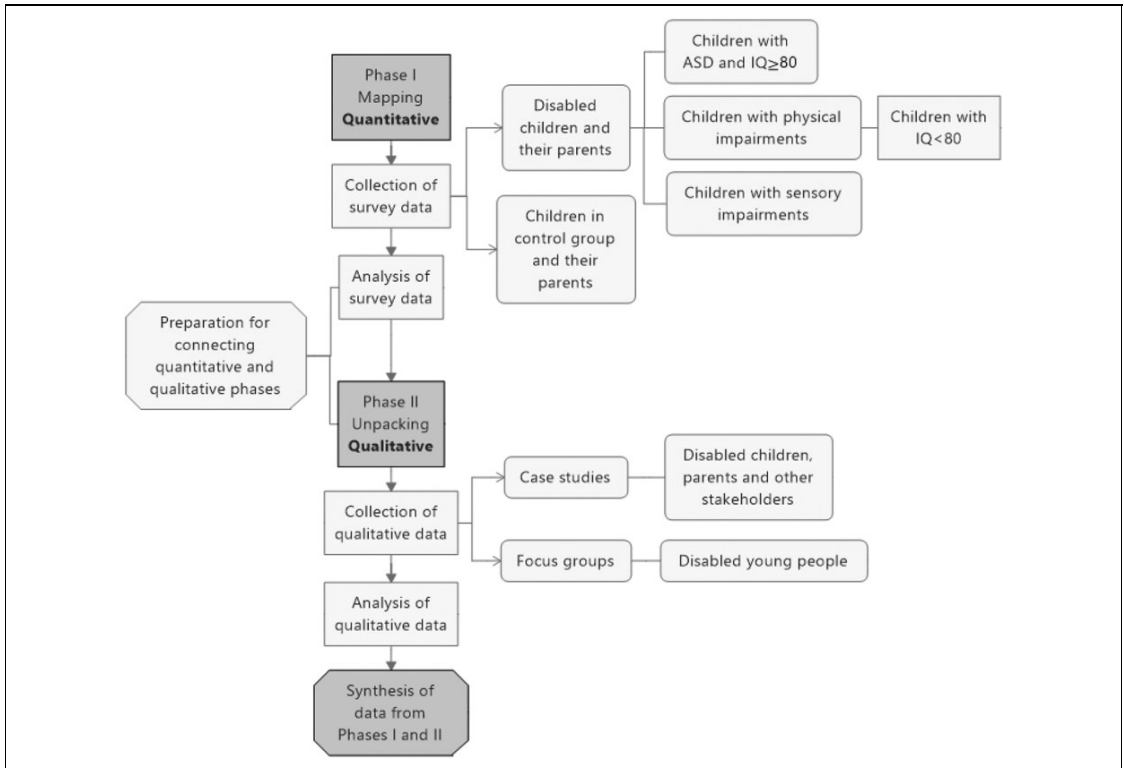 Phase I
Mapping
Quantitative
Collection of
survey data
Disabled
children and
their parents
Children with
ASD and IQ≥80
Children with physical
impairments
Children with
IQ<80
Children with sensory
impairments
Children in
control group
and their
parents
Analysis of
survey data
Preparation for
connecting
quantitative and
qualitative phases
Phase II
Unpacking
Qualitative
Collection of
qualitative data
Case studies
Disabled children,
parents and other
stakeholders
Focus groups
Disabled young people
Analysis of
qualitative data
Synthesis of
data from
Phases I and II